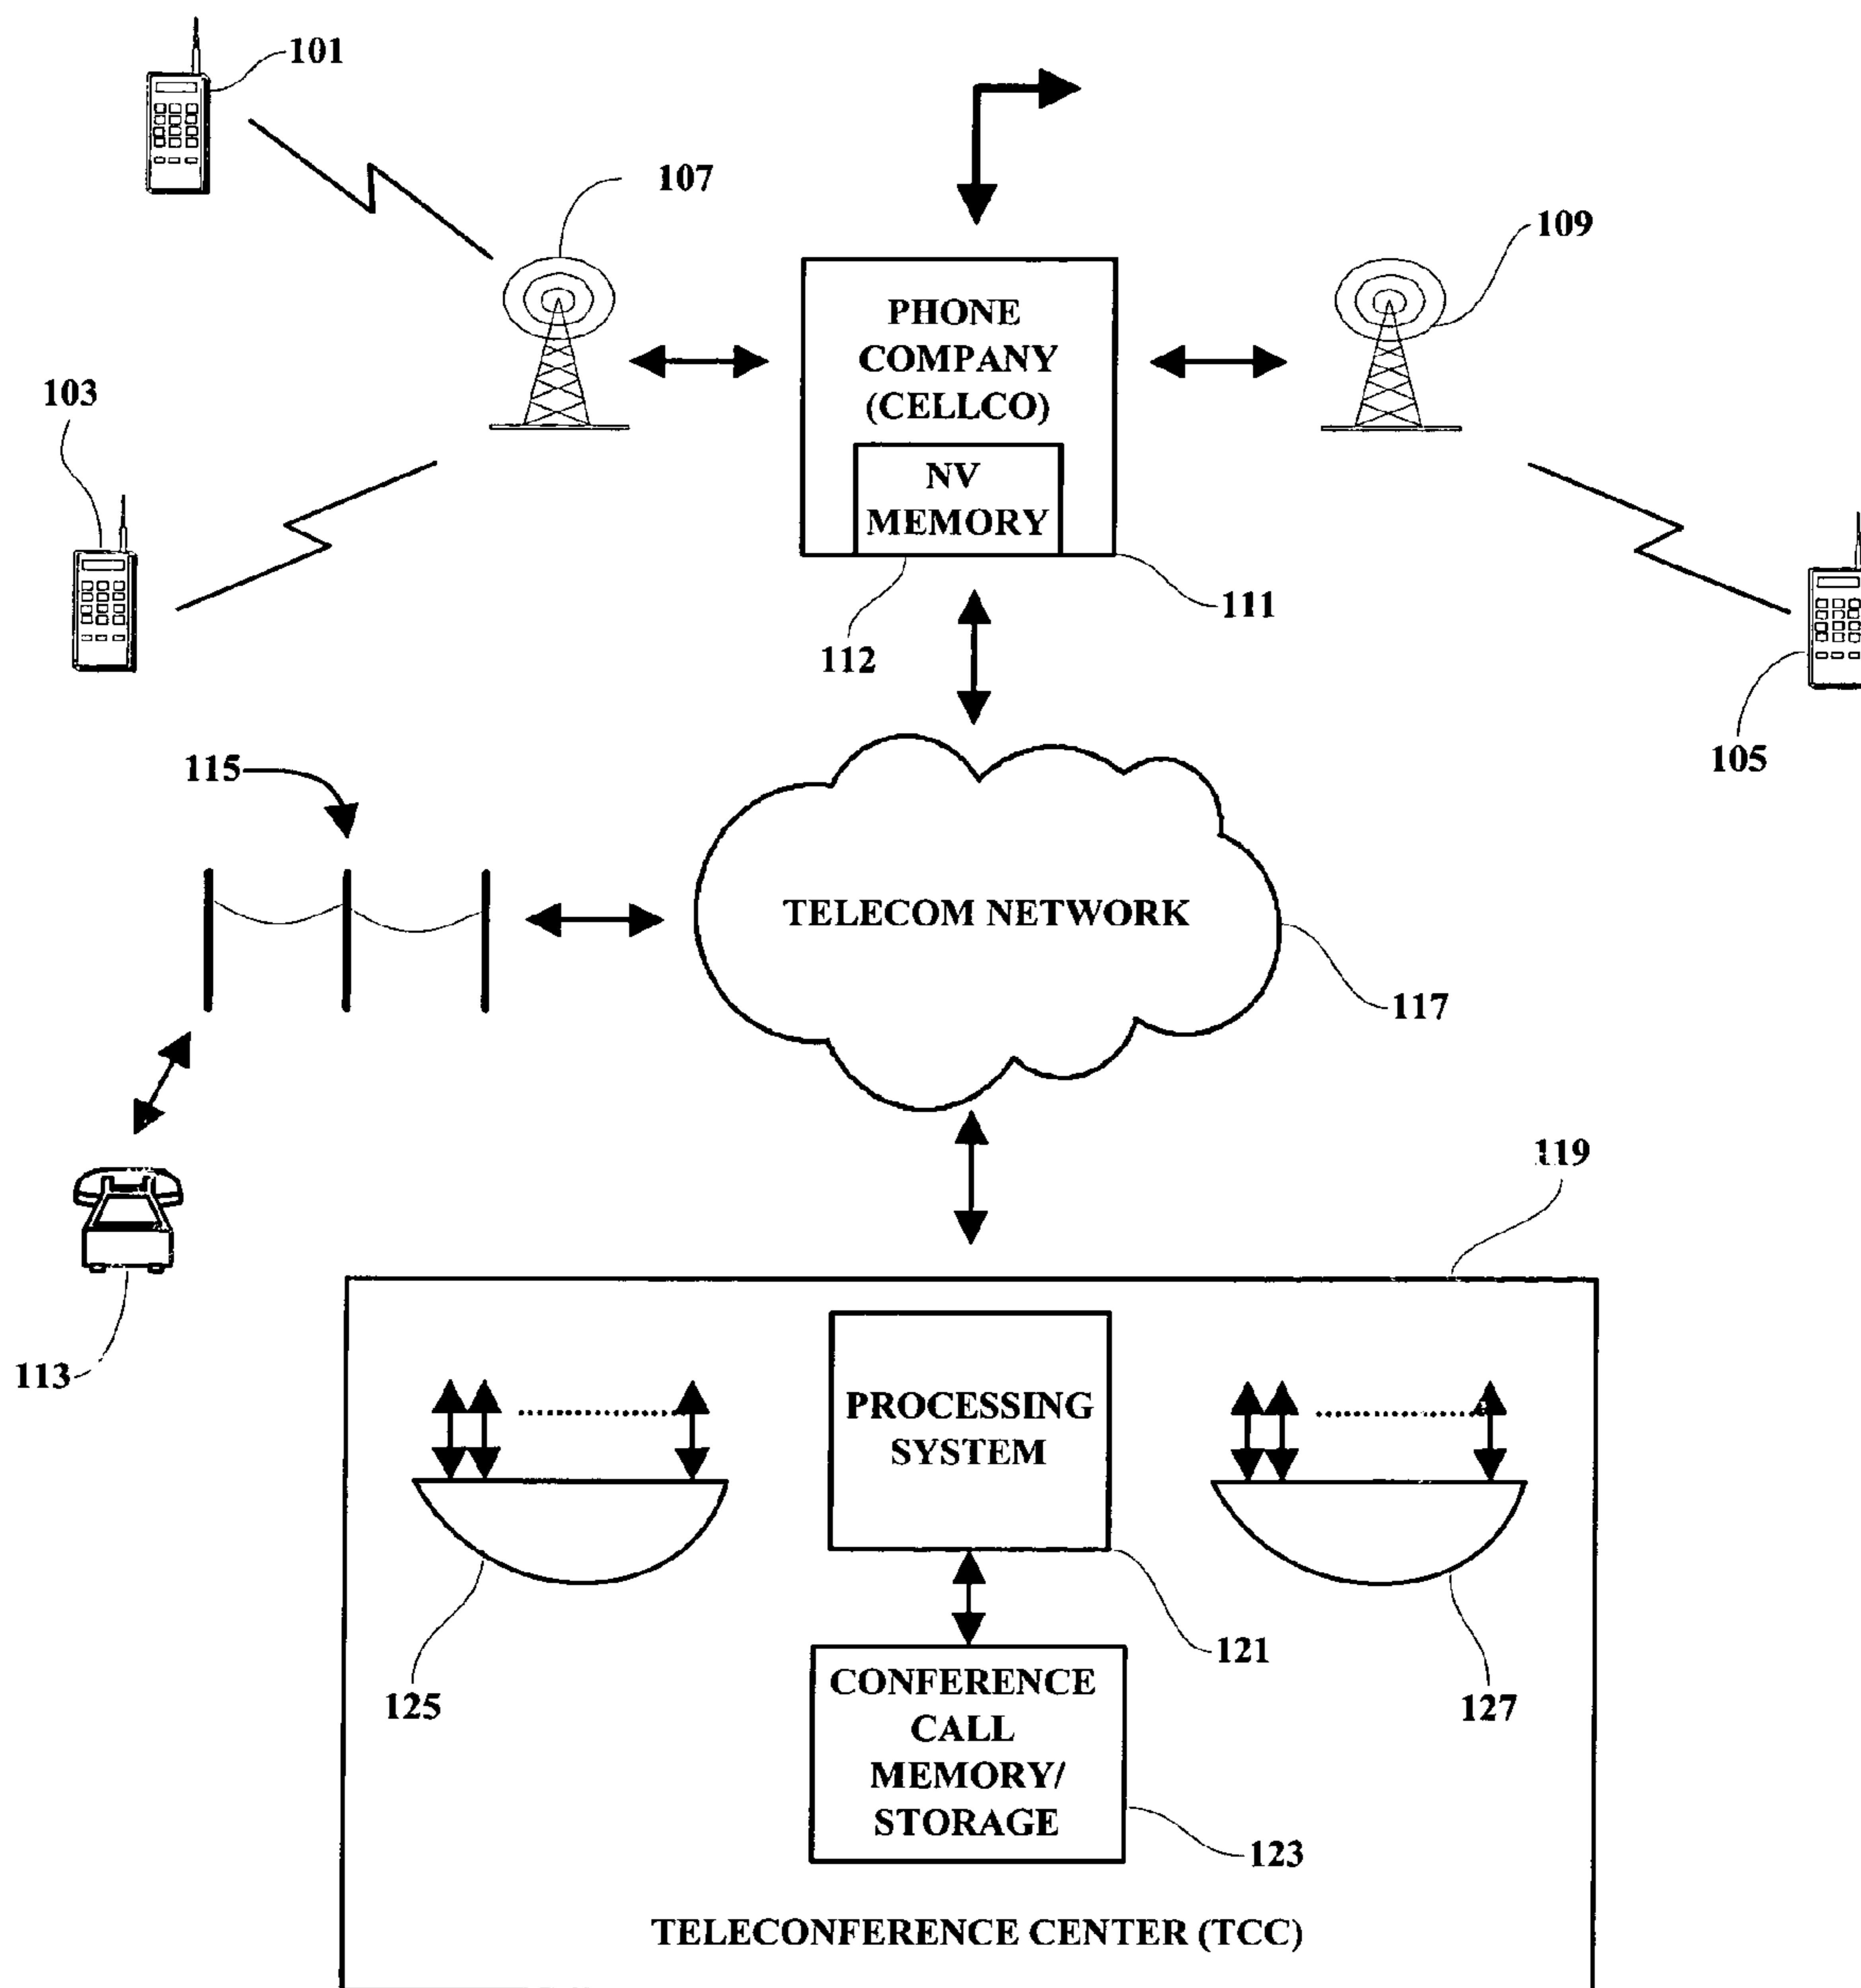 101
107
109
PHONE
COMPANY
(CELLCO)
103
NV
MEMORY
111
112
105
115
TELECOM NETWORK
117
119
113
PROCESSING
SYSTEM
121
125
127
CONFERENCE
CALL
MEMORY/
STORAGE
123
TELECONFERENCE CENTER (TCC)